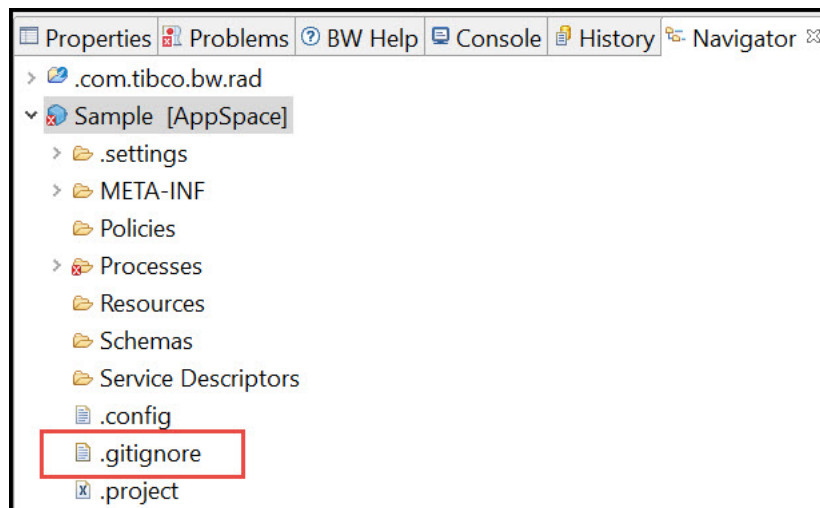 Properties Problems BW Help Console History Navigator
.com.tibco.bw.rad
Sample [AppSpace]
.settings
META-INF
Policies
Processes
Resources
Schemas
Service Descriptors
.config
.gitignore
.project